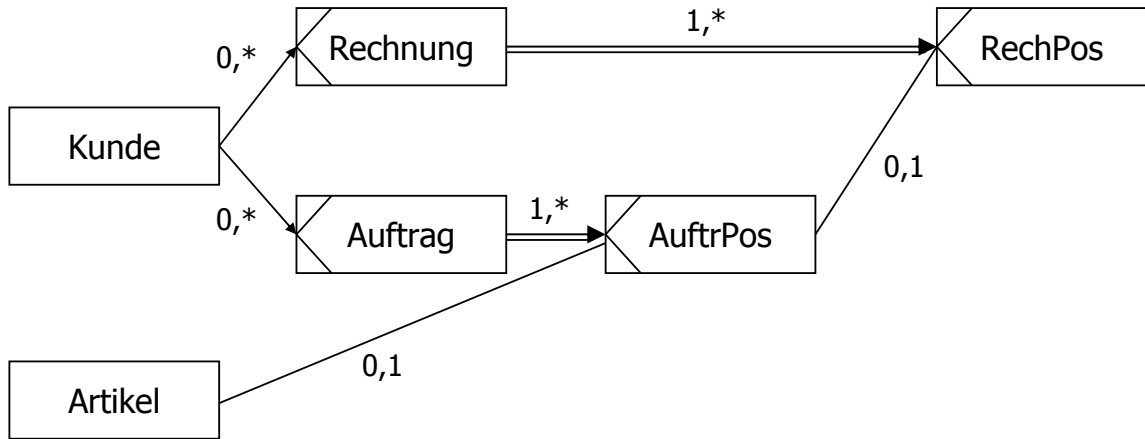 Rechnung
1,*
RechPos
0,*
Kunde
0,*
Auftrag
1,*
AuftrPos
0,1
Artikel
0,1